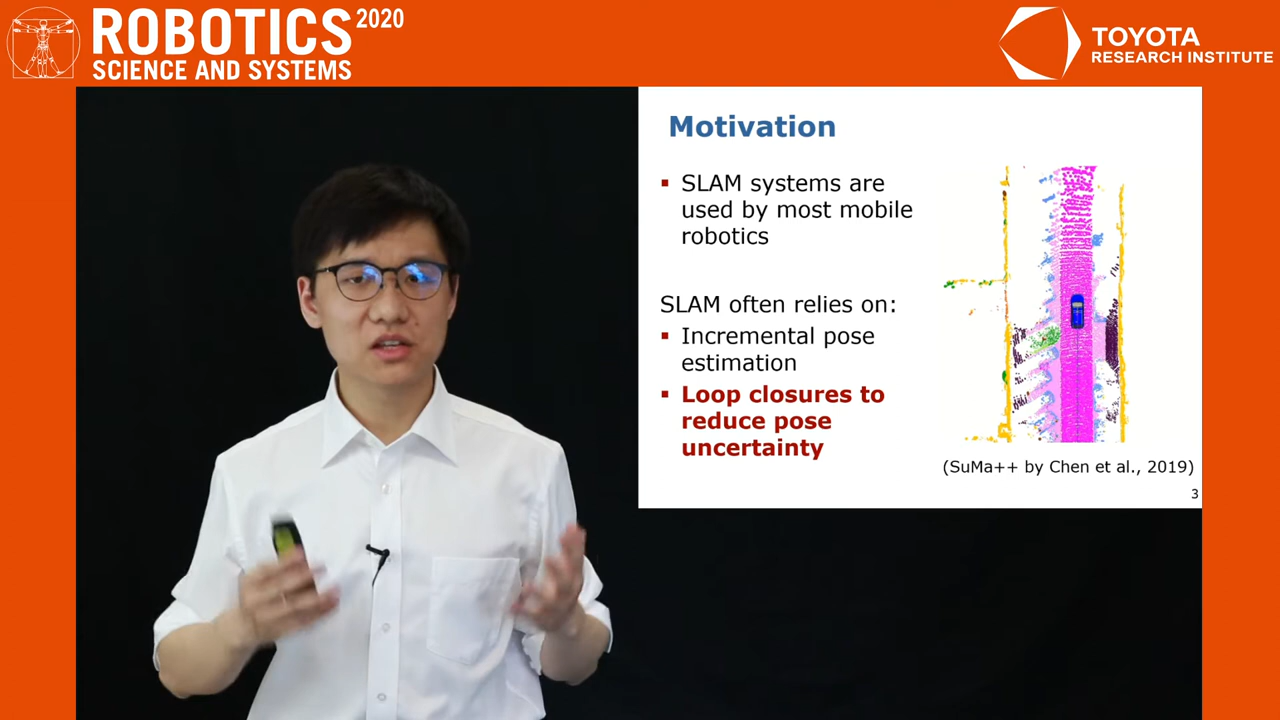 ROBOTICS 2020
SCIENCE AND SYSTEMS
TOYOTA
RESEARCH INSTITUTE
Motivation
▪ SLAM systems are
used by most mobile
robotics
SLAM often relies on:
▪ Incremental pose
estimation
▪ Loop closures to
reduce pose
uncertainty
(SuMa++ by Chen et al., 2019)
3